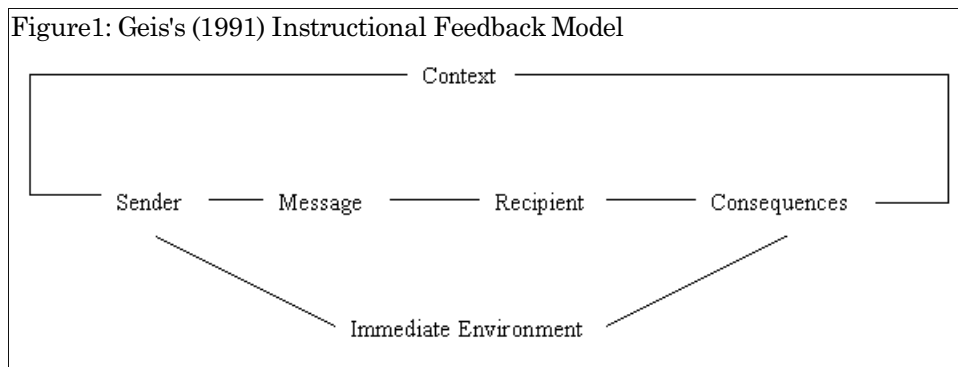 Figure1: Geis's (1991) Instructional Feedback Model
Context
Sender Message Recipient Consequences
Immediate Environment